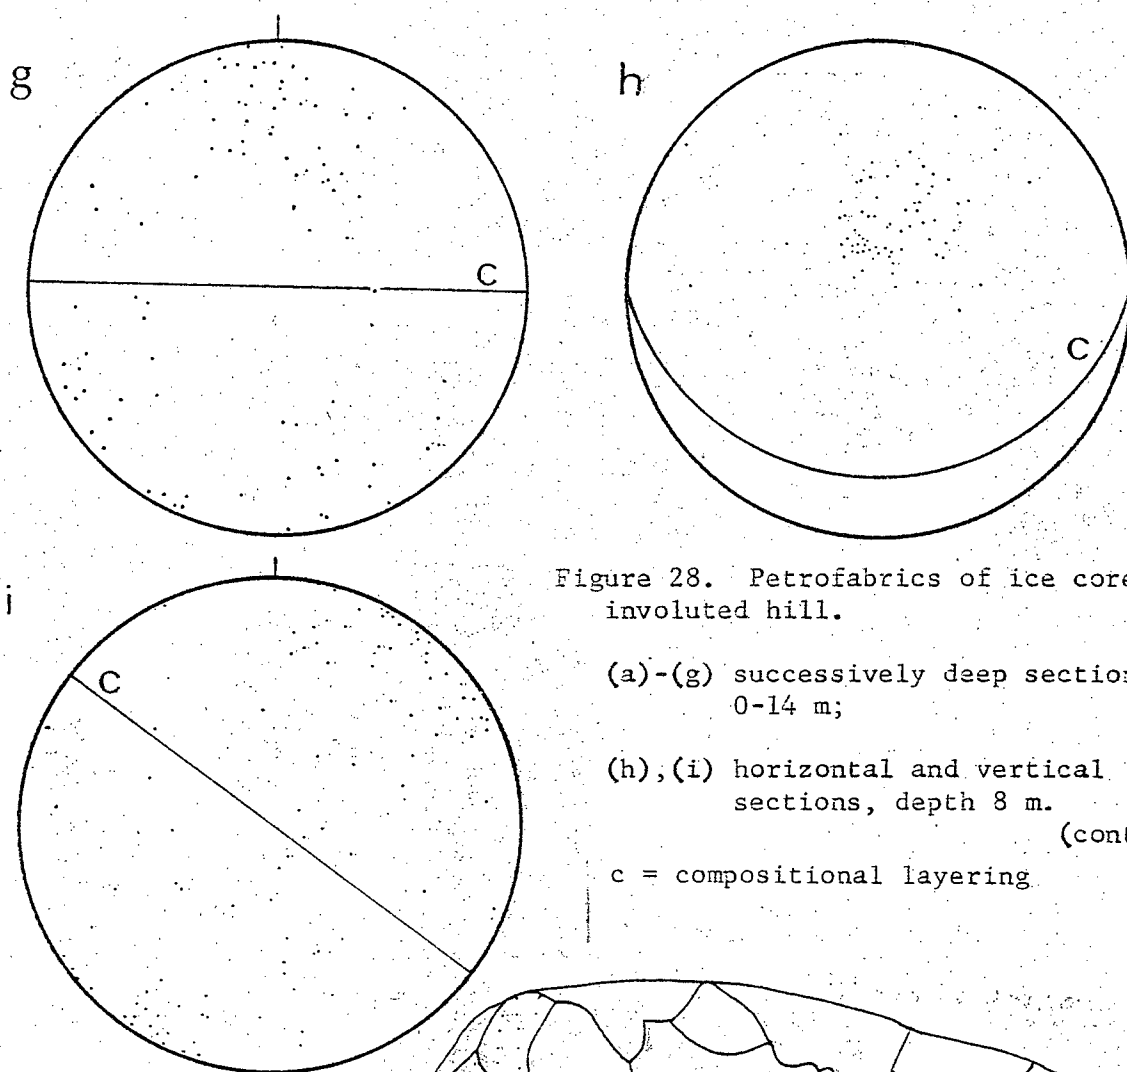 g
h
C
C
i
C
Figure 28. Petrofabrics of ice core
involuted hill.
(a)-(g) successively deep section
0-14 m;
(h),(i) horizontal and vertical
sections, depth 8 m.
(cont
c = compositional layering